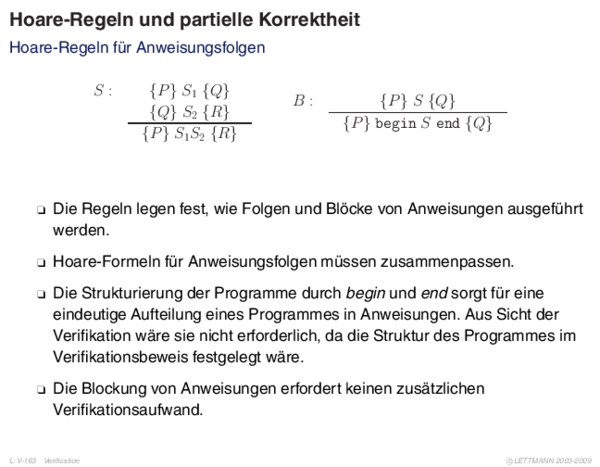 Hoare-Regeln und partielle Korrektheit
Hoare-Regeln für Anweisungsfolgen
S : {P} S₁ {Q}
{Q} S₂ {R}
{P} S₁S₂ {R}
B : {P} S {Q}
{P} begin S end {Q}
❑ Die Regeln legen fest, wie Folgen und Blöcke von Anweisungen ausgeführt
werden.
❑ Hoare-Formeln für Anweisungsfolgen müssen zusammenpassen.
❑ Die Strukturierung der Programme durch begin und end sorgt für eine
eindeutige Aufteilung eines Programmes in Anweisungen. Aus Sicht der
Verifikation wäre sie nicht erforderlich, da die Struktur des Programmes im
Verifikationsbeweis festgelegt wäre.
❑ Die Blockung von Anweisungen erfordert keinen zusätzlichen
Verifikationsaufwand.
L: V-163 Verification
© LETTMANN 2003-2009